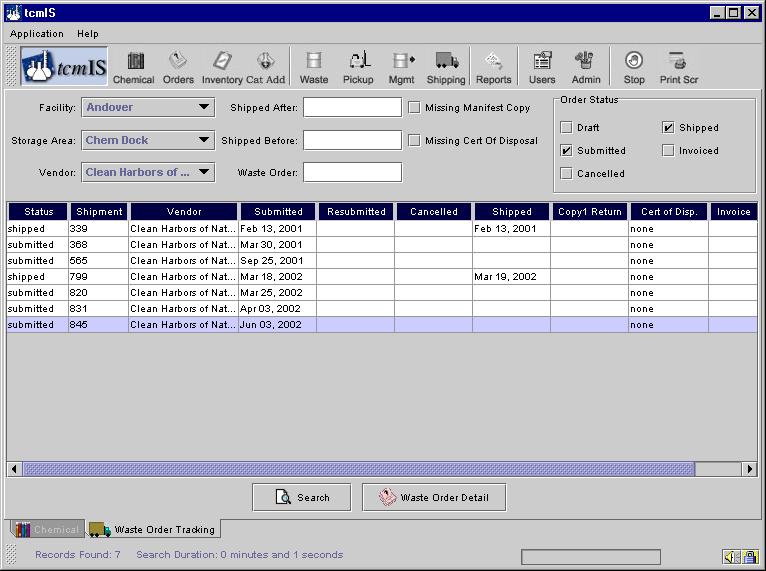 tcmIS
Application Help
tcmIS Chemical Orders Inventory Cat Add Waste Pickup Mgmt Shipping Reports Users Admin Stop Print Scr
Facility: Andover Shipped After: Missing Manifest Copy Order Status
Draft Shipped
Storage Area: Chem Dock Shipped Before: Missing Cert Of Disposal
Submitted Invoiced
Vendor: Clean Harbors of ... Waste Order: Cancelled
Status Shipment Vendor Submitted Resubmitted Cancelled Shipped Copy1 Return Cert of Disp. Invoice
shipped 339 Clean Harbors of Nat... Feb 13, 2001 Feb 13, 2001 none
submitted 368 Clean Harbors of Nat... Mar 30, 2001 none
submitted 565 Clean Harbors of Nat... Sep 25, 2001 none
shipped 799 Clean Harbors of Nat... Mar 18, 2002 Mar 19, 2002 none
submitted 820 Clean Harbors of Nat... Mar 25, 2002 none
submitted 831 Clean Harbors of Nat... Apr 03, 2002 none
submitted 845 Clean Harbors of Nat... Jun 03, 2002 none
Search Waste Order Detail
Chemical Waste Order Tracking
Records Found: 7 Search Duration: 0 minutes and 1 seconds